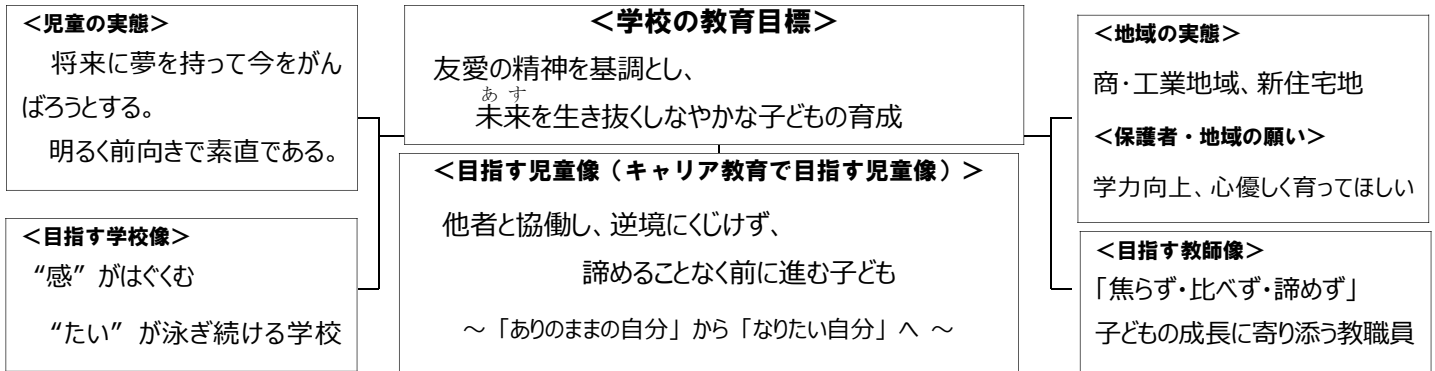 <児童の実態>
将来に夢を持って今をがん
ばろうとする。
明るく前向きで素直である。
<目指す学校像>
“感” がはぐくむ
“たい” が泳ぎ続ける学校
<学校の教育目標>
友愛の精神を基調とし、
あす
未来を生き抜くしなやかな子どもの育成
<目指す児童像（キャリア教育で目指す児童像）>
他者と協働し、逆境にくじけず、
諦めることなく前に進む子ども
～「ありのままの自分」から「なりたい自分」へ～
<地域の実態>
商・工業地域、新住宅地
<保護者・地域の願い>
学力向上、心優しく育ってほしい
<目指す教師像>
「焦らず・比べず・諦めず」
子どもの成長に寄り添う教職員